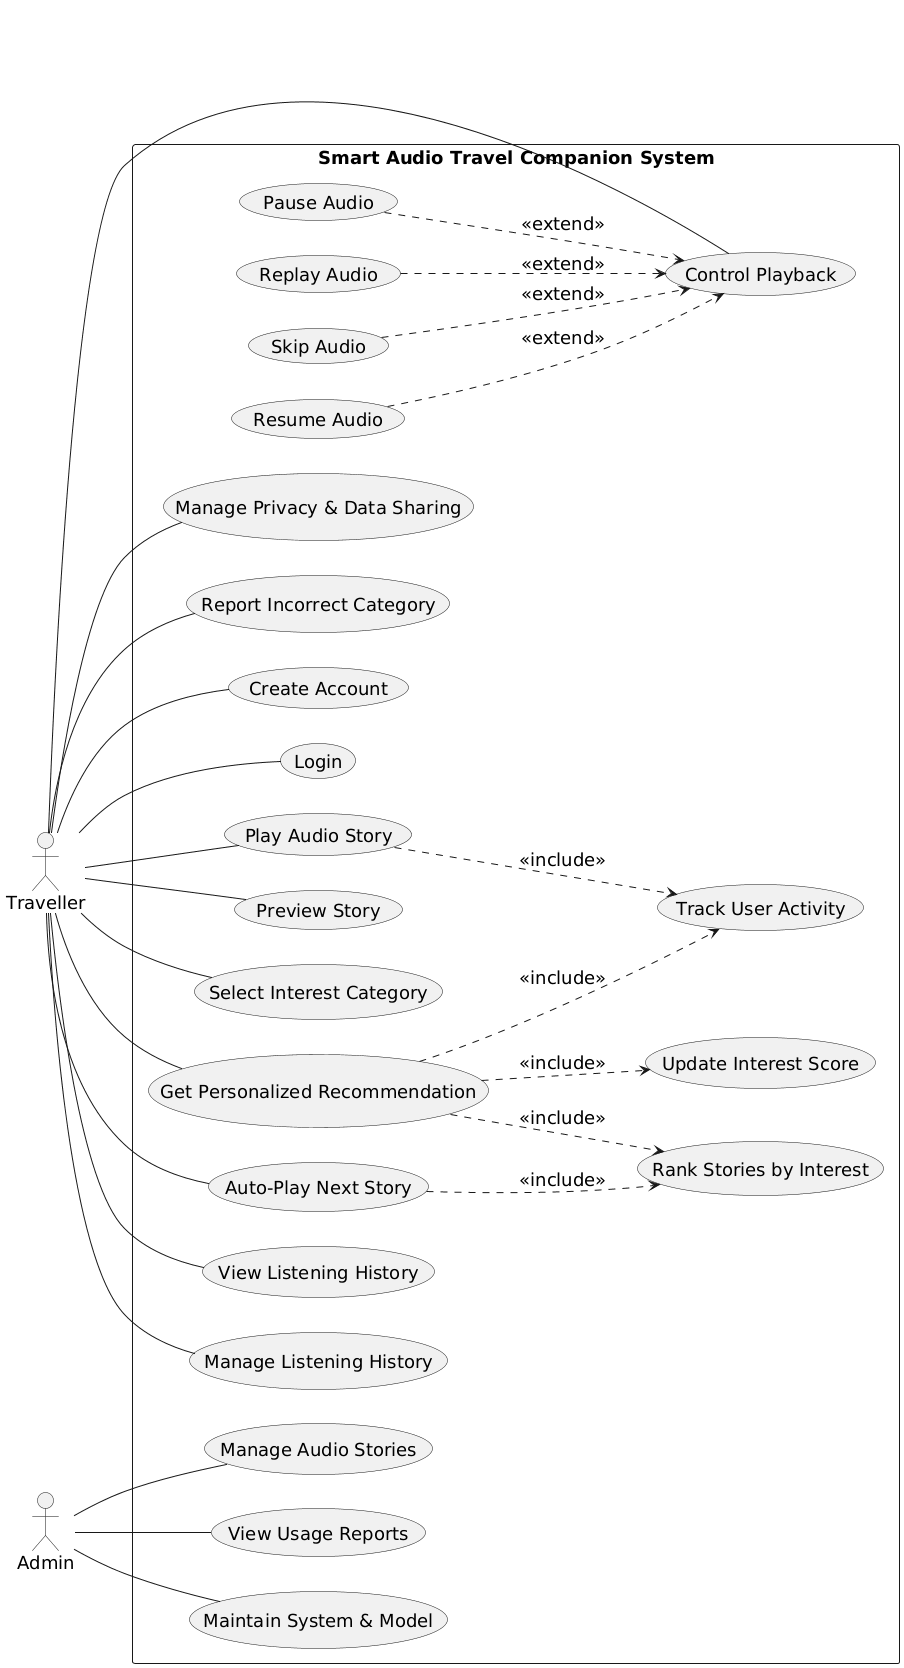 Smart Audio Travel Companion System
Pause Audio
«extend»
Replay Audio
«extend»
Control Playback
«extend»
Skip Audio
«extend»
Resume Audio
Manage Privacy & Data Sharing
Report Incorrect Category
Create Account
Login
Play Audio Story
«include»
Traveller
Preview Story
Track User Activity
«include»
Select Interest Category
Get Personalized Recommendation
«include»
Update Interest Score
«include»
Rank Stories by Interest
Auto-Play Next Story
«include»
View Listening History
Manage Listening History
Manage Audio Stories
Admin
View Usage Reports
Maintain System & Model